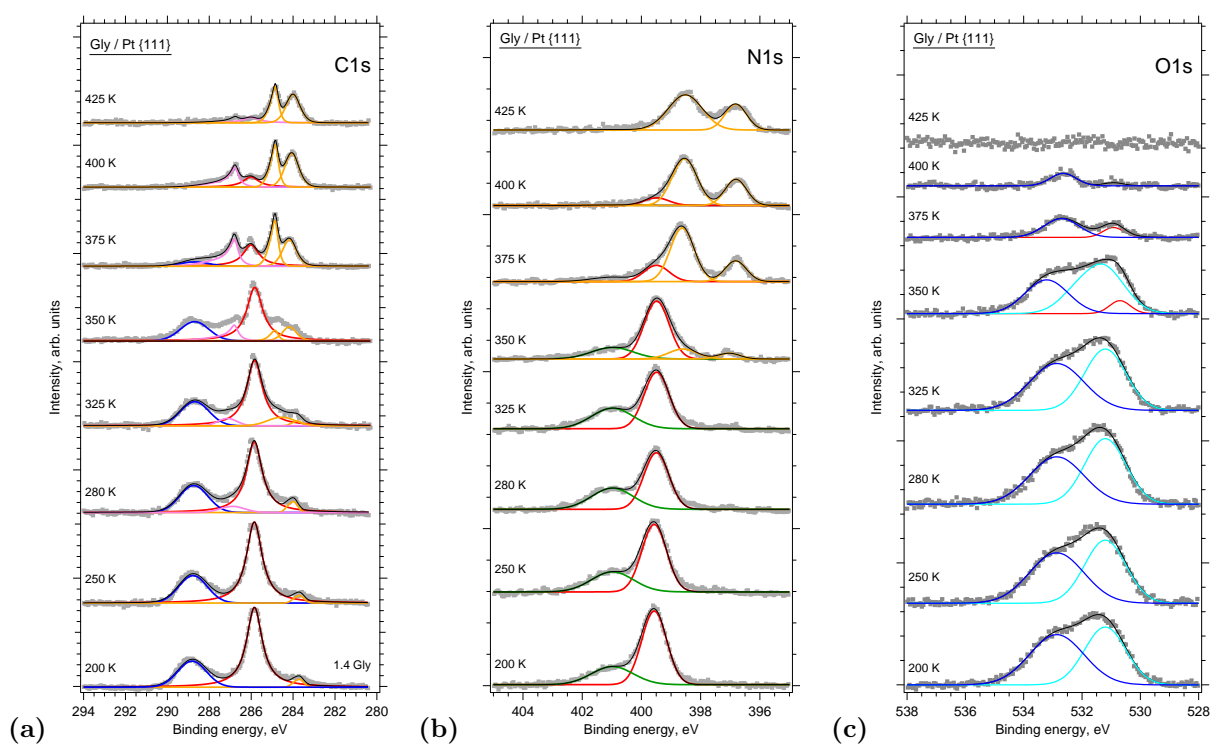 Gly / Pt {111}
C1s
425 K
400 K
375 K
350 K
325 K
280 K
250 K
200 K
1.4 Gly
Intensity, arb. units
294 292 290 288 286 284 282 280
Binding energy, eV
(a)
Gly / Pt {111}
N1s
425 K
400 K
375 K
350 K
325 K
280 K
250 K
200 K
Intensity, arb. units
404 402 400 398 396
Binding energy, eV
(b)
Gly / Pt {111}
O1s
425 K
400 K
375 K
350 K
325 K
280 K
250 K
200 K
Intensity, arb. units
538 536 534 532 530 528
Binding energy, eV
(c)